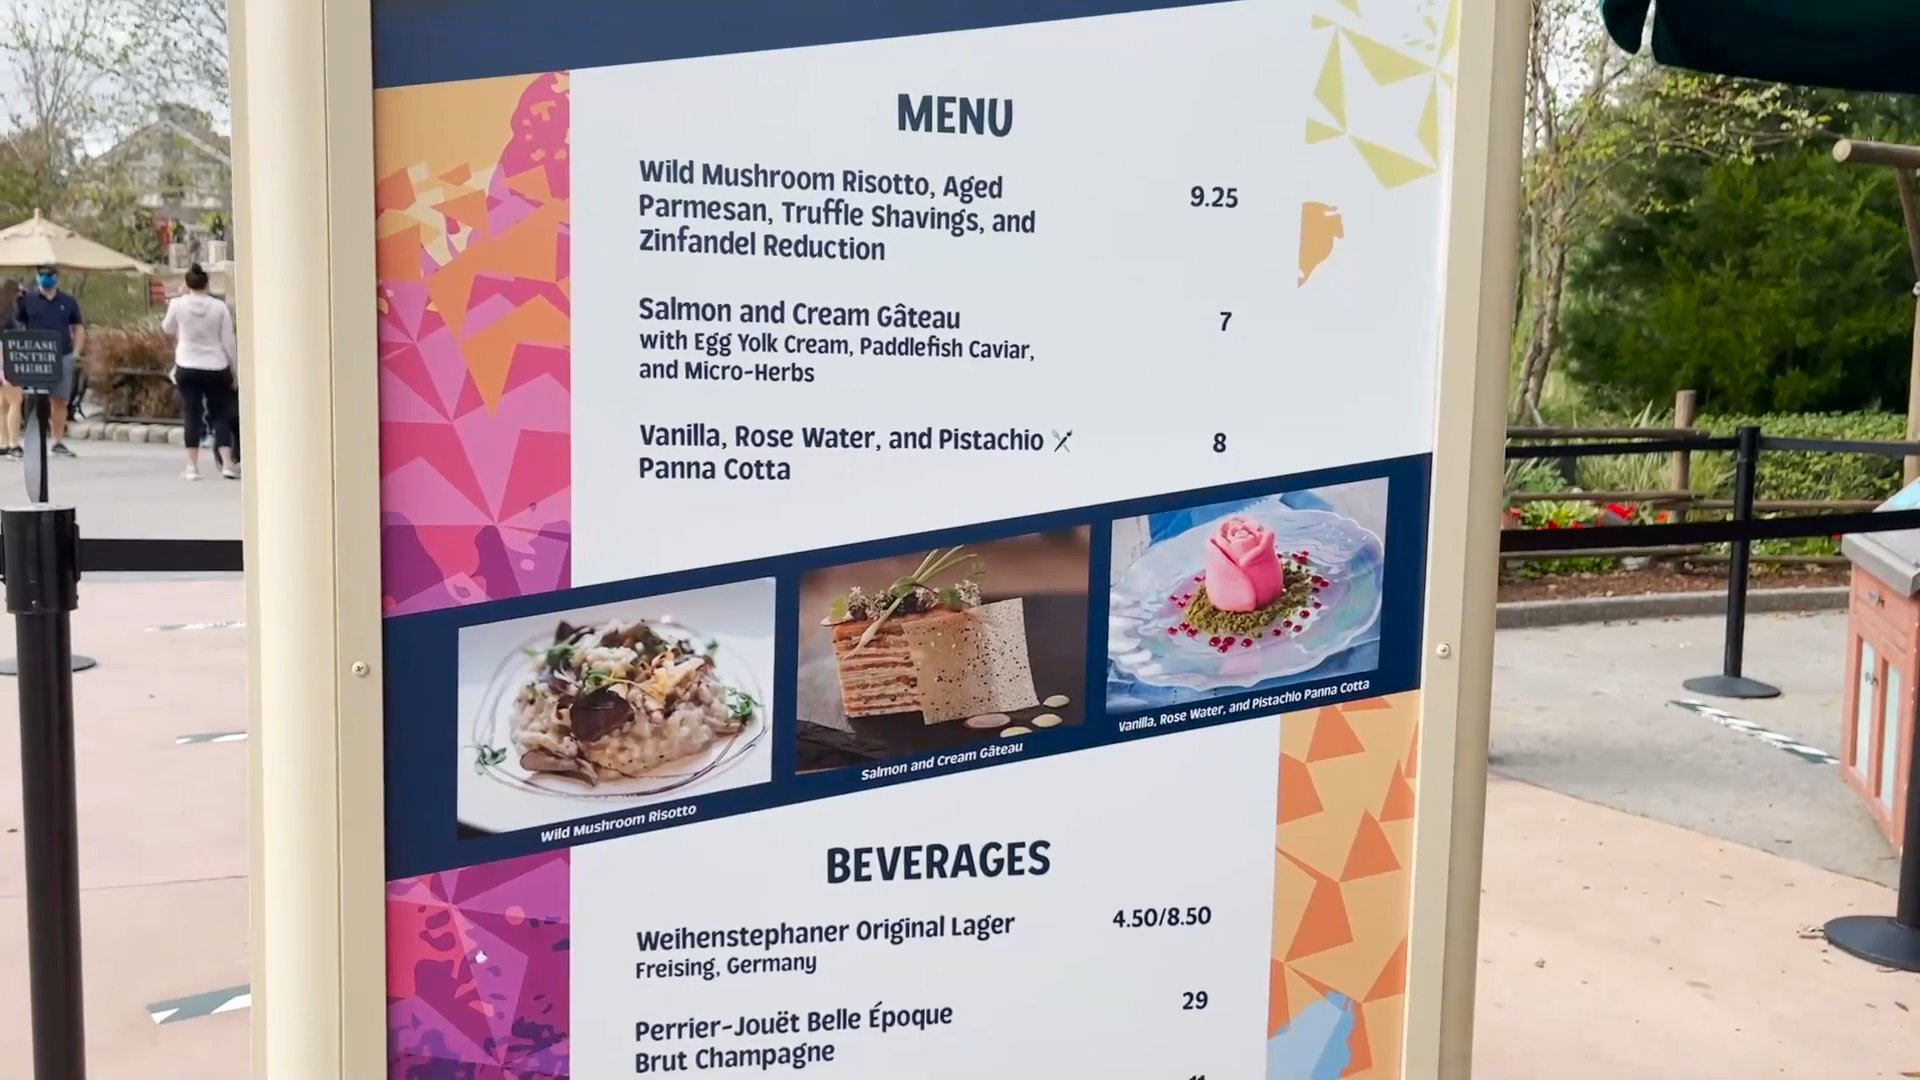 PLEASE
ENTER
HERE
MENU
Wild Mushroom Risotto, Aged
Parmesan, Truffle Shavings, and
Zinfandel Reduction
9.25
Salmon and Cream Gâteau
with Egg Yolk Cream, Paddlefish Caviar,
and Micro-Herbs
7
Vanilla, Rose Water, and Pistachio
Panna Cotta
8
Wild Mushroom Risotto
Salmon and Cream Gâteau
Vanilla, Rose Water, and Pistachio Panna Cotta
BEVERAGES
Weihenstephaner Original Lager
Freising, Germany
4.50/8.50
Perrier-Jouët Belle Époque
Brut Champagne
29